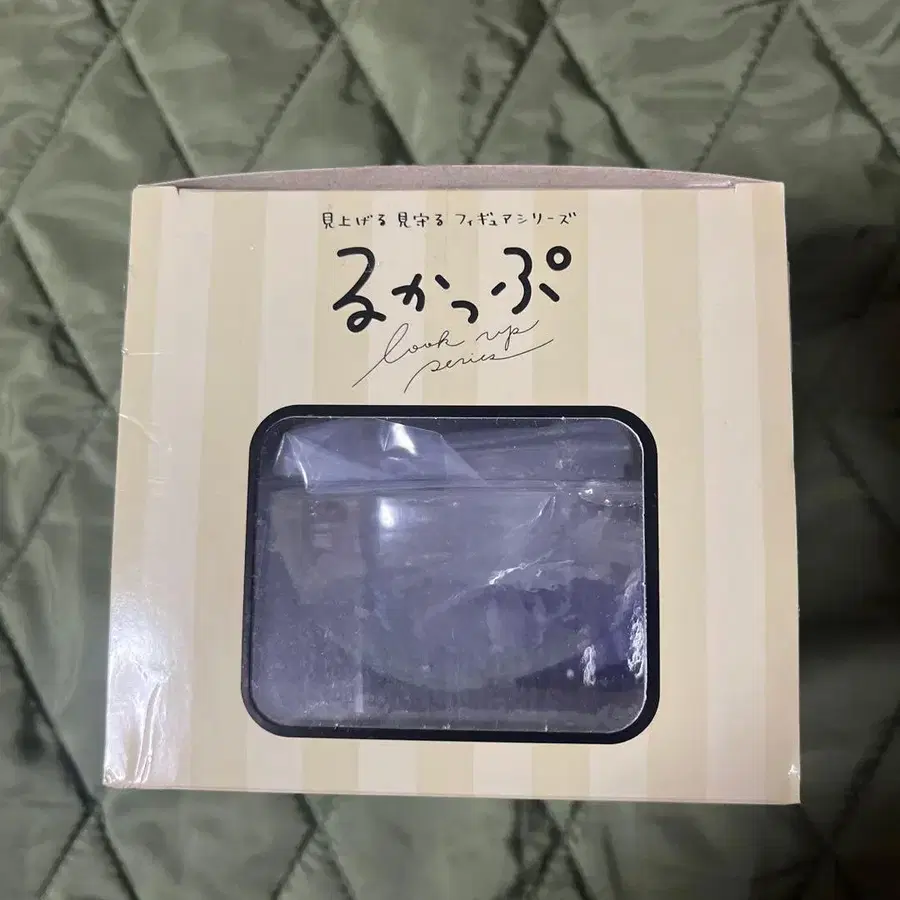 見上げる 見守る フィギュアシリーズ
るかっぷ
look up
series